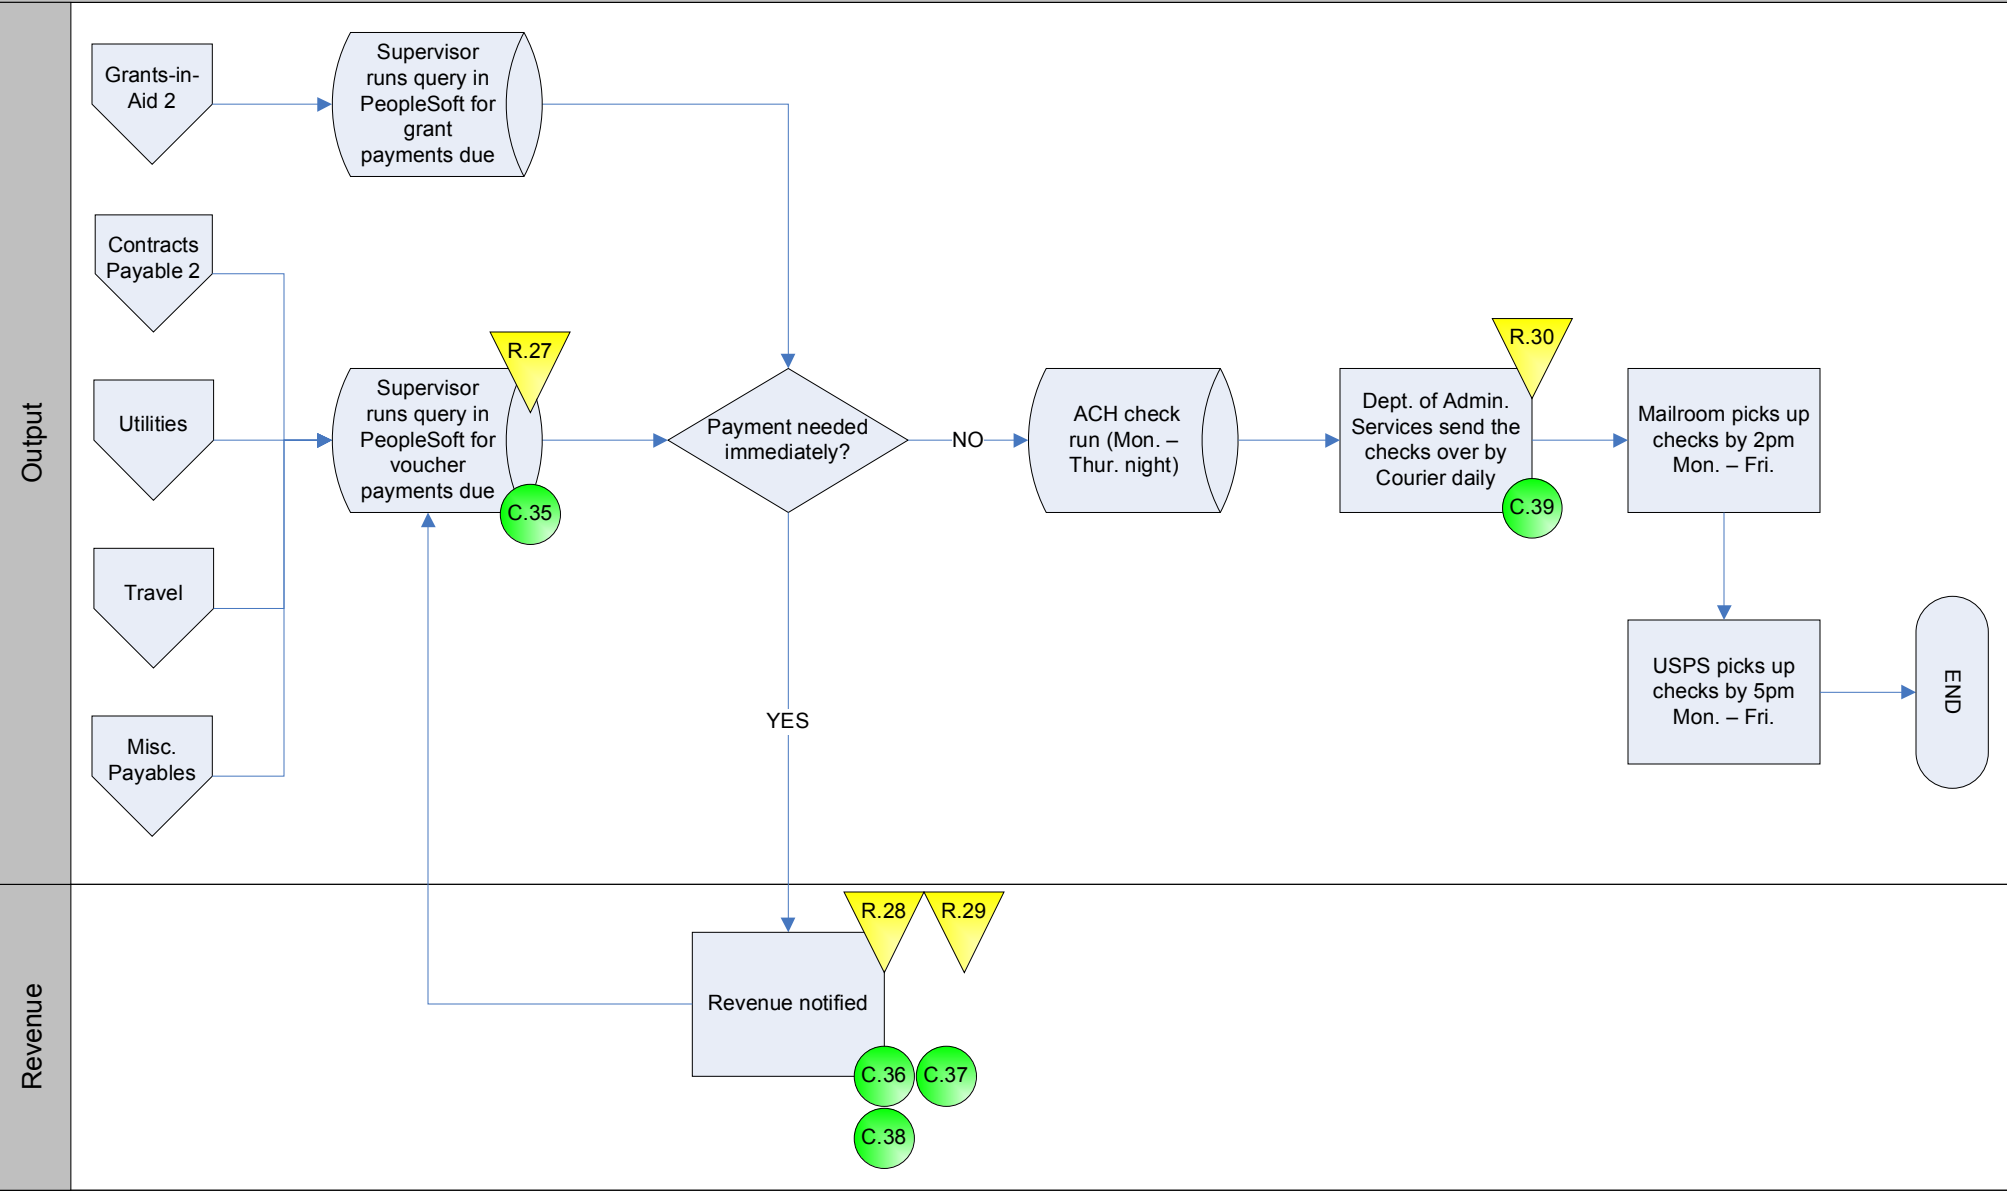 Output
Grants-in-
Aid 2
Supervisor
runs query in
PeopleSoft for
grant
payments due
Contracts
Payable 2
Utilities
Travel
Misc.
Payables
R.27
Supervisor
runs query in
PeopleSoft for
voucher
payments due
C.35
Payment needed
immediately?
NO
YES
ACH check
run (Mon. –
Thur. night)
R.30
Dept. of Admin.
Services send the
checks over by
Courier daily
C.39
Mailroom picks up
checks by 2pm
Mon. – Fri.
USPS picks up
checks by 5pm
Mon. – Fri.
END
Revenue
R.28
R.29
Revenue notified
C.36
C.37
C.38